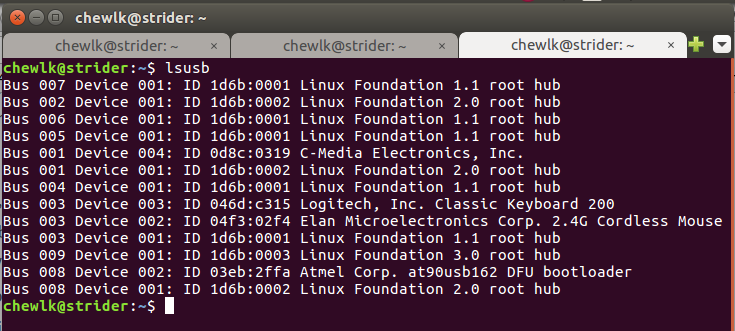 chewlk@strider: ~
chewlk@strider: ~ × chewlk@strider: ~ × chewlk@strider: ~ ×
chewlk@strider:~$ lsusb
Bus 007 Device 001: ID 1d6b:0001 Linux Foundation 1.1 root hub
Bus 002 Device 001: ID 1d6b:0002 Linux Foundation 2.0 root hub
Bus 006 Device 001: ID 1d6b:0001 Linux Foundation 1.1 root hub
Bus 005 Device 001: ID 1d6b:0001 Linux Foundation 1.1 root hub
Bus 001 Device 004: ID 0d8c:0319 C-Media Electronics, Inc.
Bus 001 Device 001: ID 1d6b:0002 Linux Foundation 2.0 root hub
Bus 004 Device 001: ID 1d6b:0001 Linux Foundation 1.1 root hub
Bus 003 Device 003: ID 046d:c315 Logitech, Inc. Classic Keyboard 200
Bus 003 Device 002: ID 04f3:02f4 Elan Microelectronics Corp. 2.4G Cordless Mouse
Bus 003 Device 001: ID 1d6b:0001 Linux Foundation 1.1 root hub
Bus 009 Device 001: ID 1d6b:0003 Linux Foundation 3.0 root hub
Bus 008 Device 002: ID 03eb:2ffa Atmel Corp. at90usb162 DFU bootloader
Bus 008 Device 001: ID 1d6b:0002 Linux Foundation 2.0 root hub
chewlk@strider:~$